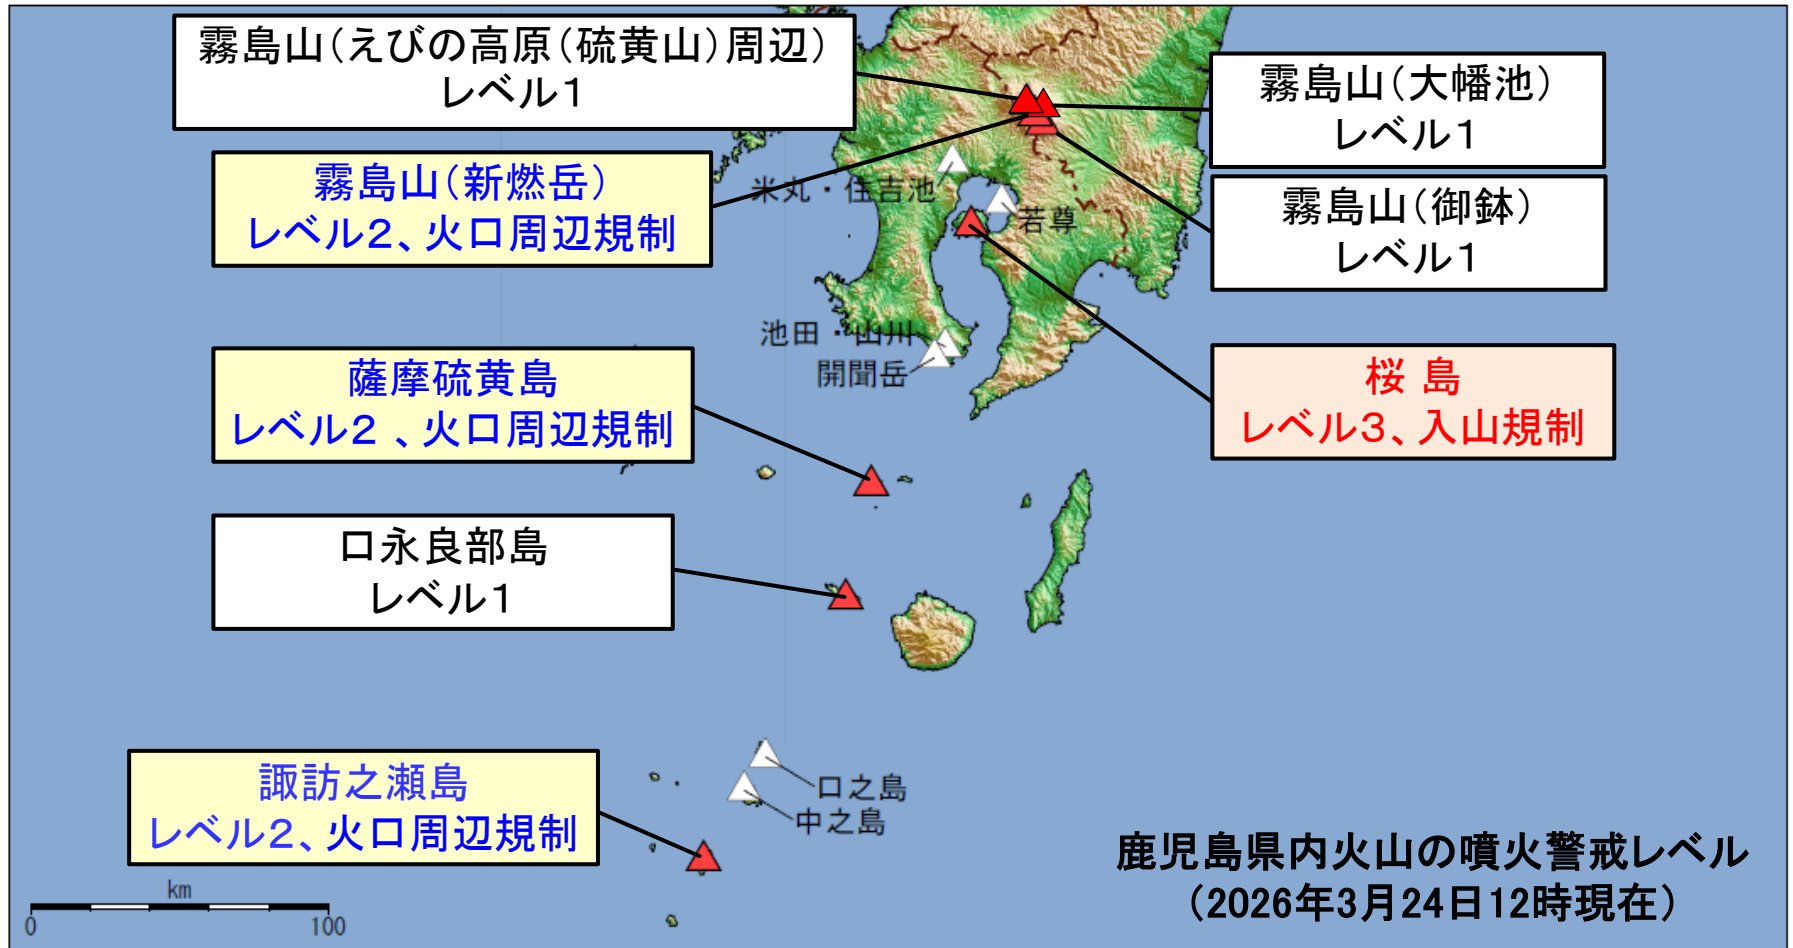 霧島山（えびの高原（硫黄山）周辺）
レベル１
霧島山（大幡池）
レベル１
霧島山（新燃岳）
レベル２、火口周辺規制
霧島山（御鉢）
レベル１
米丸・住吉池
若尊
池田・山川
開聞岳
薩摩硫黄島
レベル２、火口周辺規制
桜 島
レベル３、入山規制
口永良部島
レベル１
諏訪之瀬島
レベル２、火口周辺規制
口之島
中之島
鹿児島県内火山の噴火警戒レベル
（2026年3月24日12時現在）
km
0
100